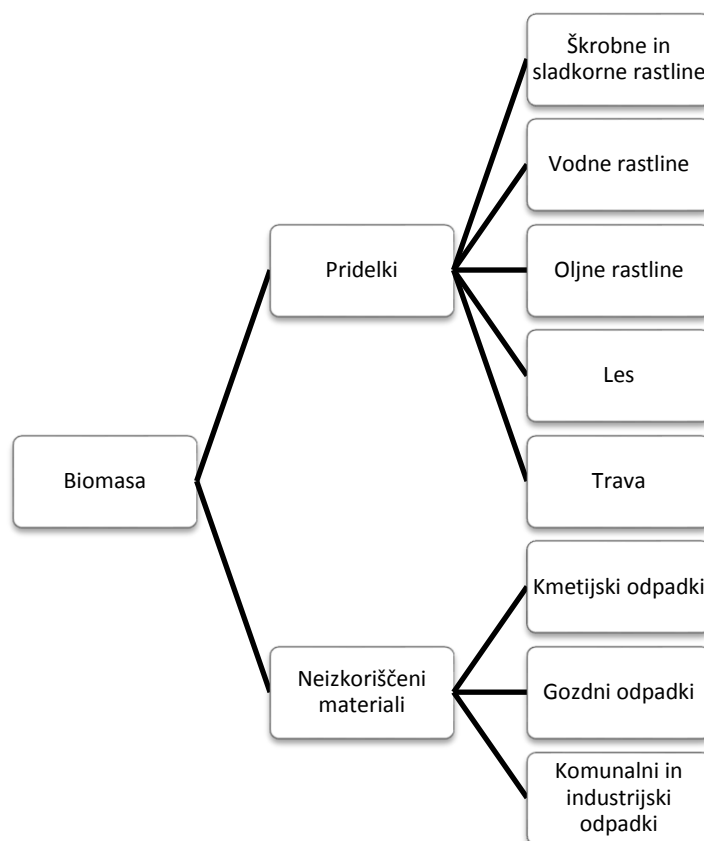 Biomasa
Pridelki
Škrobne in
sladkorne rastline
Vodne rastline
Oljne rastline
Les
Trava
Neizkoriščeni
materiali
Kmetijski odpadki
Gozdni odpadki
Komunalni in
industrijski
odpadki